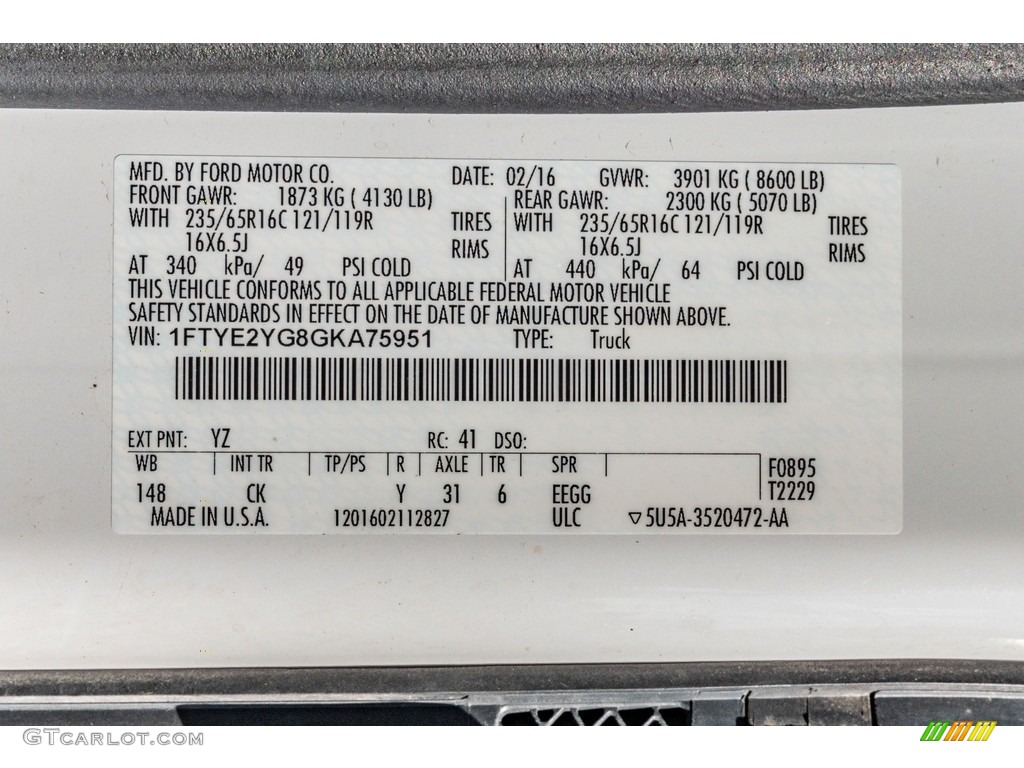 MFD. BY FORD MOTOR CO. DATE: 02/16 GVWR: 3901 KG ( 8600 LB)
FRONT GAWR: 1873 KG ( 4130 LB) REAR GAWR: 2300 KG ( 5070 LB)
WITH 235/65R16C 121/119R TIRES WITH 235/65R16C 121/119R TIRES
16X6.5J RIMS 16X6.5J RIMS
AT 340 kPa/ 49 PSI COLD AT 440 kPa/ 64 PSI COLD
THIS VEHICLE CONFORMS TO ALL APPLICABLE FEDERAL MOTOR VEHICLE
SAFETY STANDARDS IN EFFECT ON THE DATE OF MANUFACTURE SHOWN ABOVE.
VIN: 1FTYE2YG8GKA75951 TYPE: Truck
EXT PNT: YZ RC: 41 DSO:
WB INT TR TP/PS R AXLE TR SPR F0895
148 CK Y 31 6 EEGG T2229
MADE IN U.S.A. 1201602112827 ULC ▽5U5A-3520472-AA
GTcarlot.com